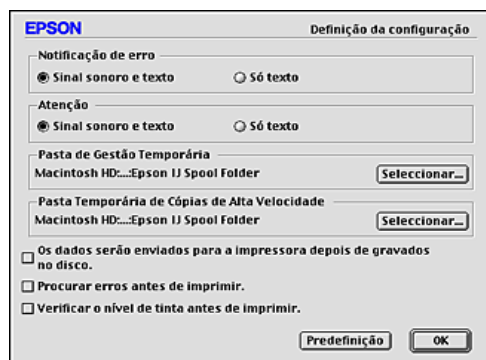 EPSON Definição da configuração
Notificação de erro
Sinal sonoro e texto Só texto
Atenção
Sinal sonoro e texto Só texto
Pasta de Gestão Temporária
Macintosh HD:...:Epson IJ Spool Folder Seleccionar...
Pasta Temporária de Cópias de Alta Velocidade
Macintosh HD:...:Epson IJ Spool Folder Seleccionar...
Os dados serão enviados para a impressora depois de gravados
no disco.
Procurar erros antes de imprimir.
Verificar o nível de tinta antes de imprimir.
Predefinição OK